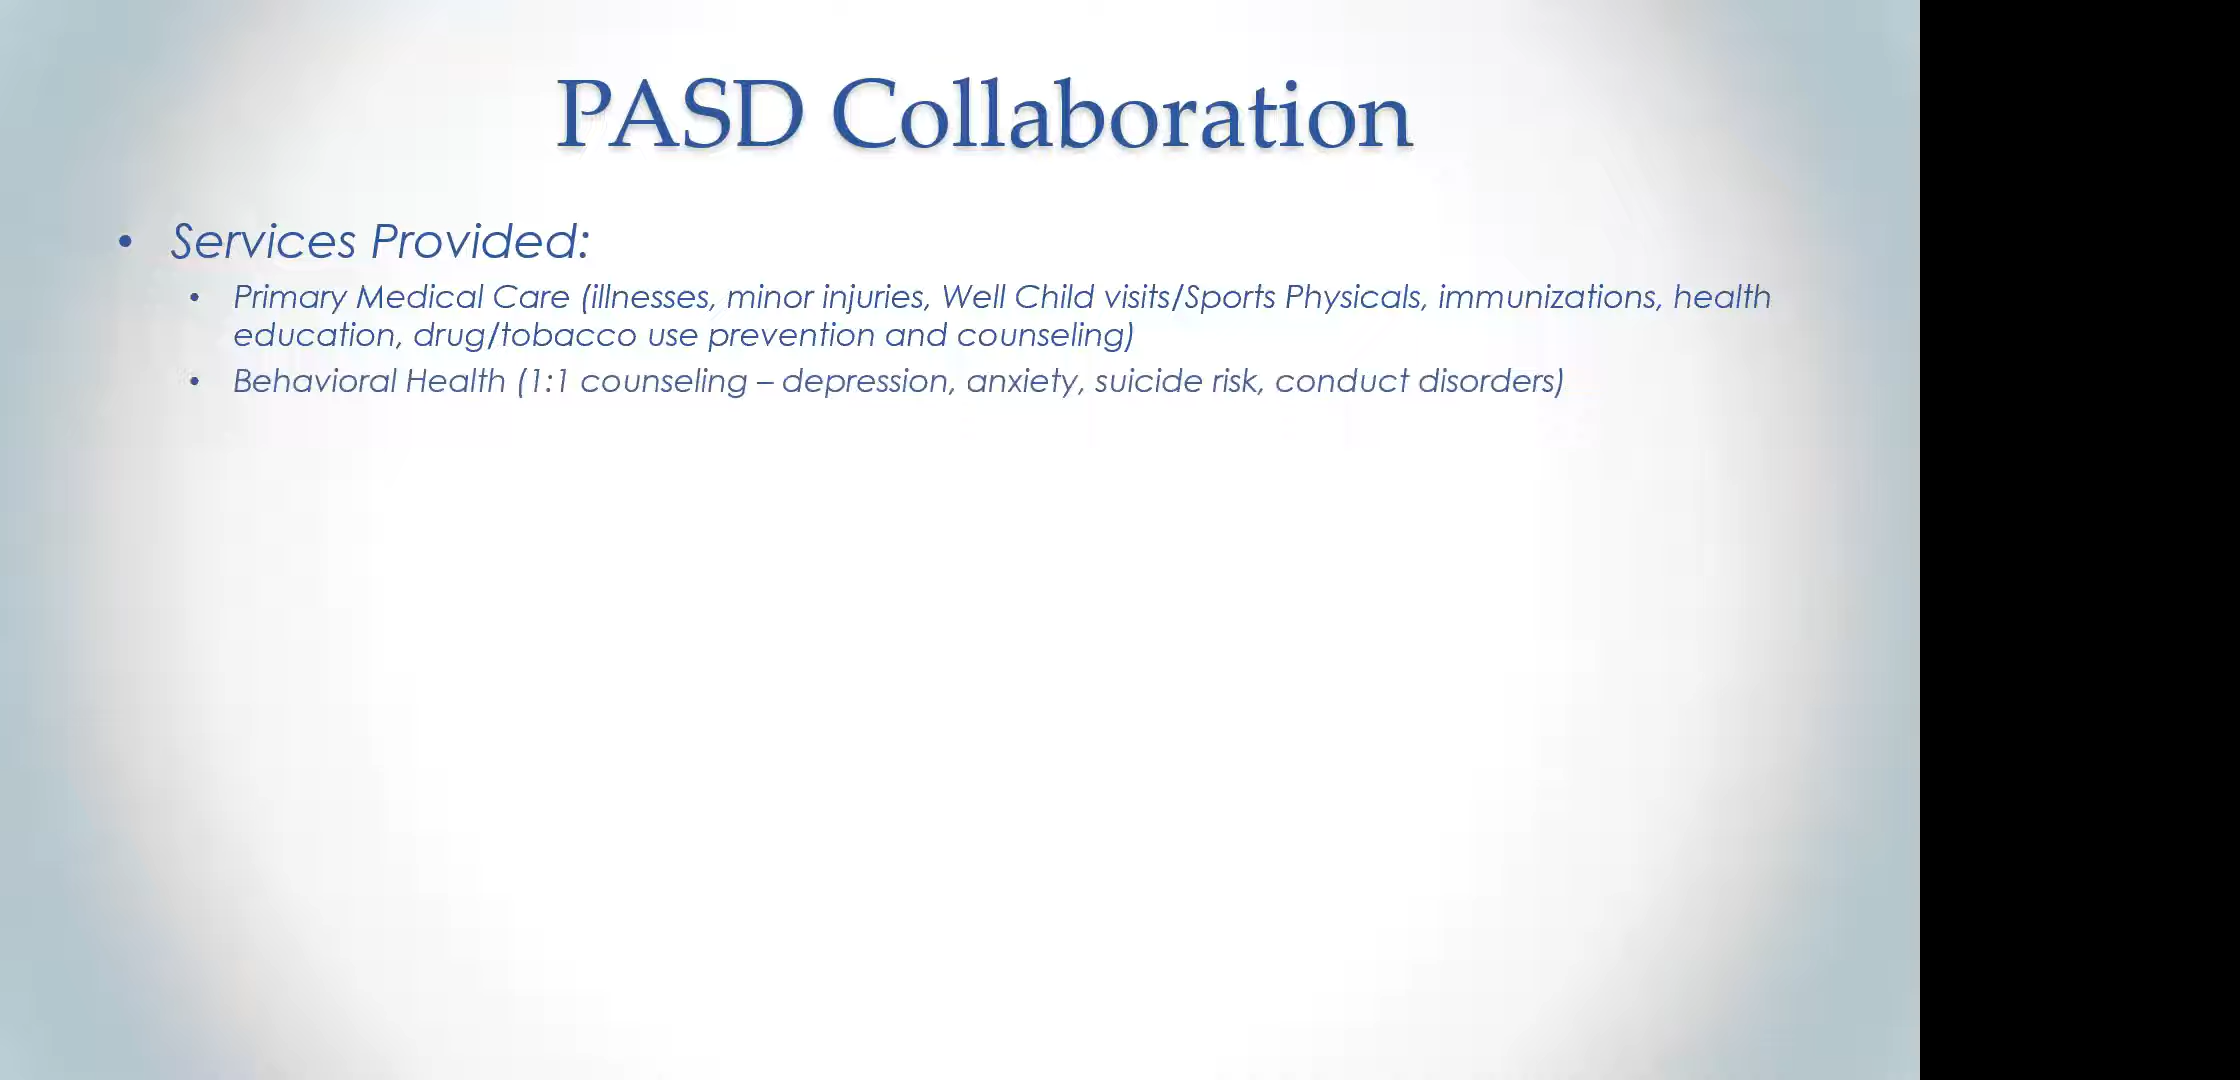 PASD Collaboration
• Services Provided:
• Primary Medical Care (illnesses, minor injuries, Well Child visits/Sports Physicals, immunizations, health
education, drug/tobacco use prevention and counseling)
• Behavioral Health (1:1 counseling – depression, anxiety, suicide risk, conduct disorders)